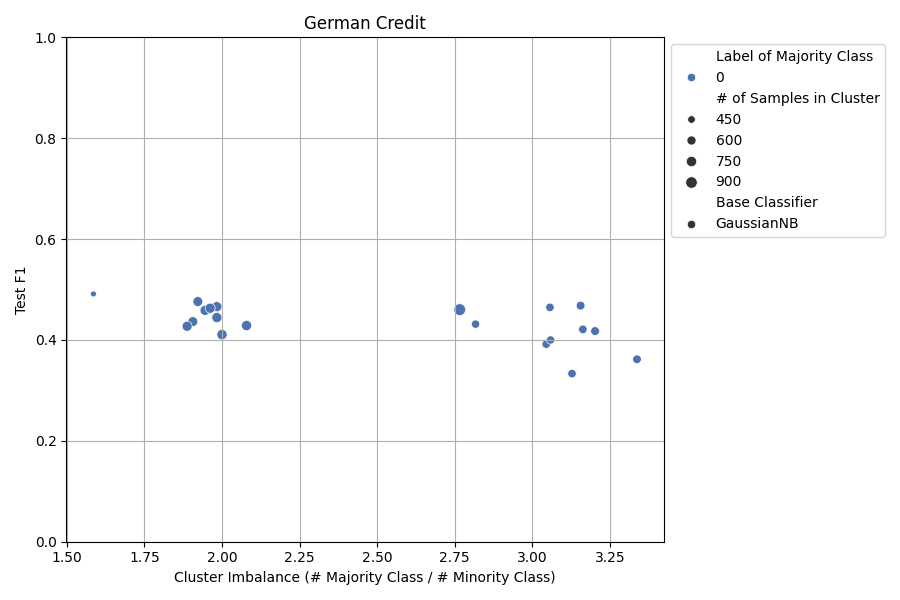 German Credit
1.0
0.8
0.6
0.4
0.2
0.0
Test F1
1.50 1.75 2.00 2.25 2.50 2.75 3.00 3.25
Cluster Imbalance (# Majority Class / # Minority Class)
Label of Majority Class
0
# of Samples in Cluster
450
600
750
900
Base Classifier
GaussianNB